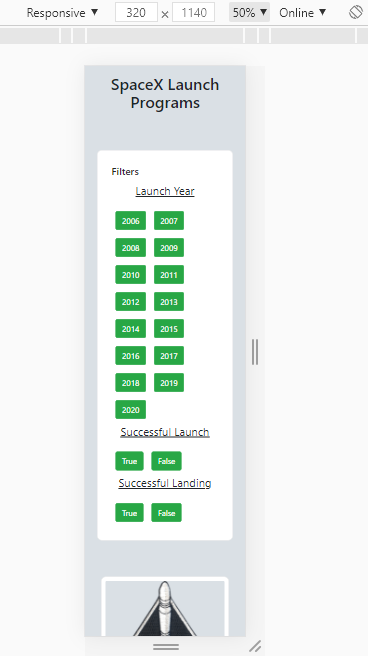 Responsive ▼ 320 × 1140 50% ▼ Online ▼
SpaceX Launch
Programs
Filters
Launch Year
2006 2007
2008 2009
2010 2011
2012 2013
2014 2015
2016 2017
2018 2019
2020
Successful Launch
True False
Successful Landing
True False